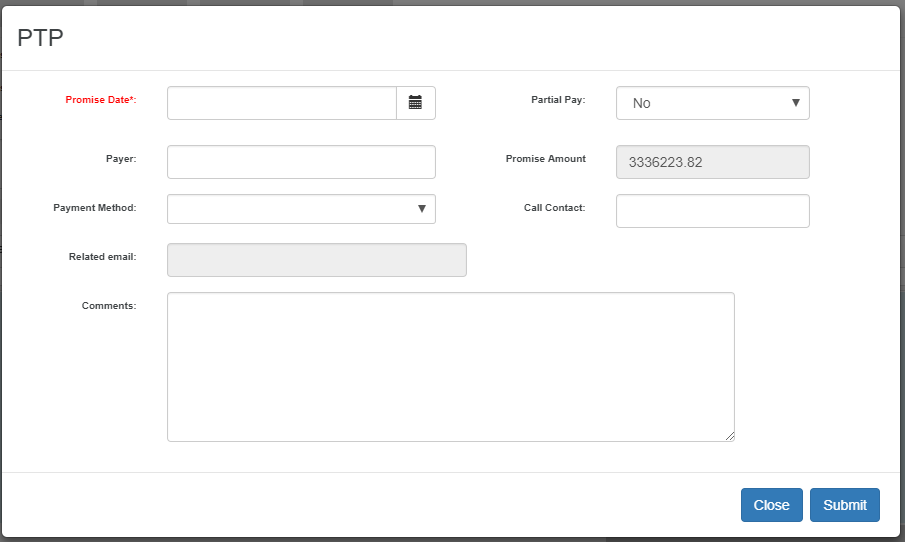 PTP
Promise Date*:
Partial Pay: No
Payer:
Promise Amount 3336223.82
Payment Method:
Call Contact:
Related email:
Comments:
Close Submit